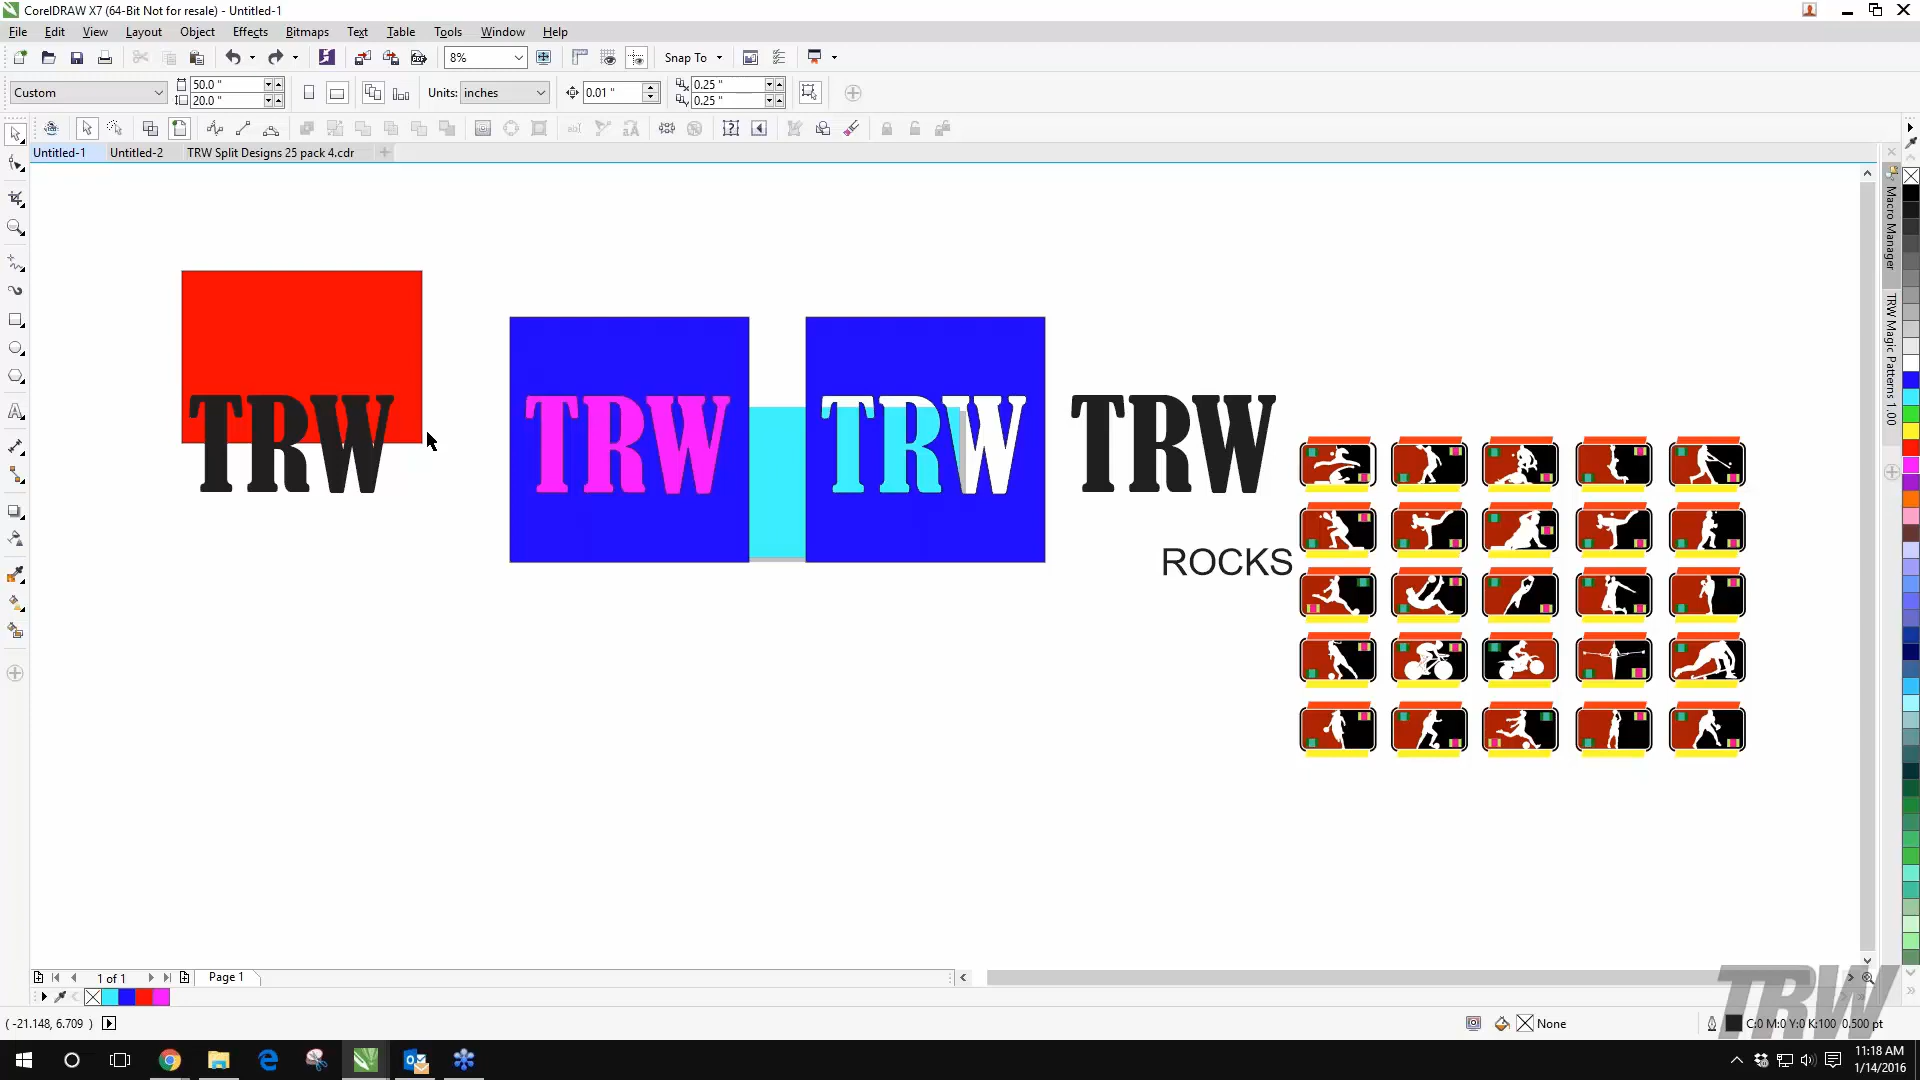 CorelDRAW X7 (64-Bit Not for resale) - Untitled-1
File Edit View Layout Object Effects Bitmaps Text Table Tools Window Help
8% Snap To
Custom 50.0 " 20.0 " Units: inches 0.01 " 0.25 " 0.25 "
Untitled-1 Untitled-2 TRW Split Designs 25 pack 4.cdr
Macro Manager
TRW Magic Patterns 1.00
TRW TRW TRW TRW
ROCKS
1 of 1 Page 1
TRW
( -21.148, 6.709 ) None C:0 M:0 Y:0 K:100 0.500 pt
11:18 AM
1/14/2016